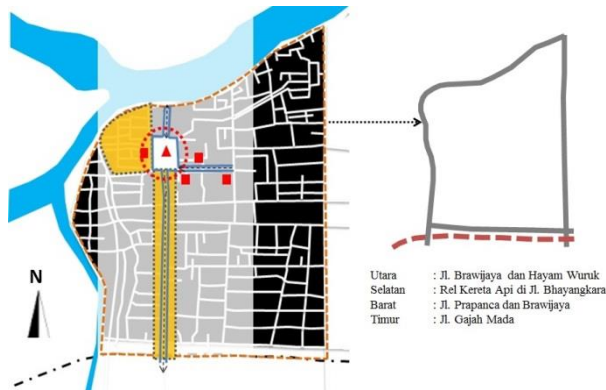 N
Utara : Jl. Brawijaya dan Hayam Wuruk
Selatan : Rel Kereta Api di Jl. Bhayangkara
Barat : Jl. Prapanca dan Brawijaya
Timur : Jl. Gajah Mada